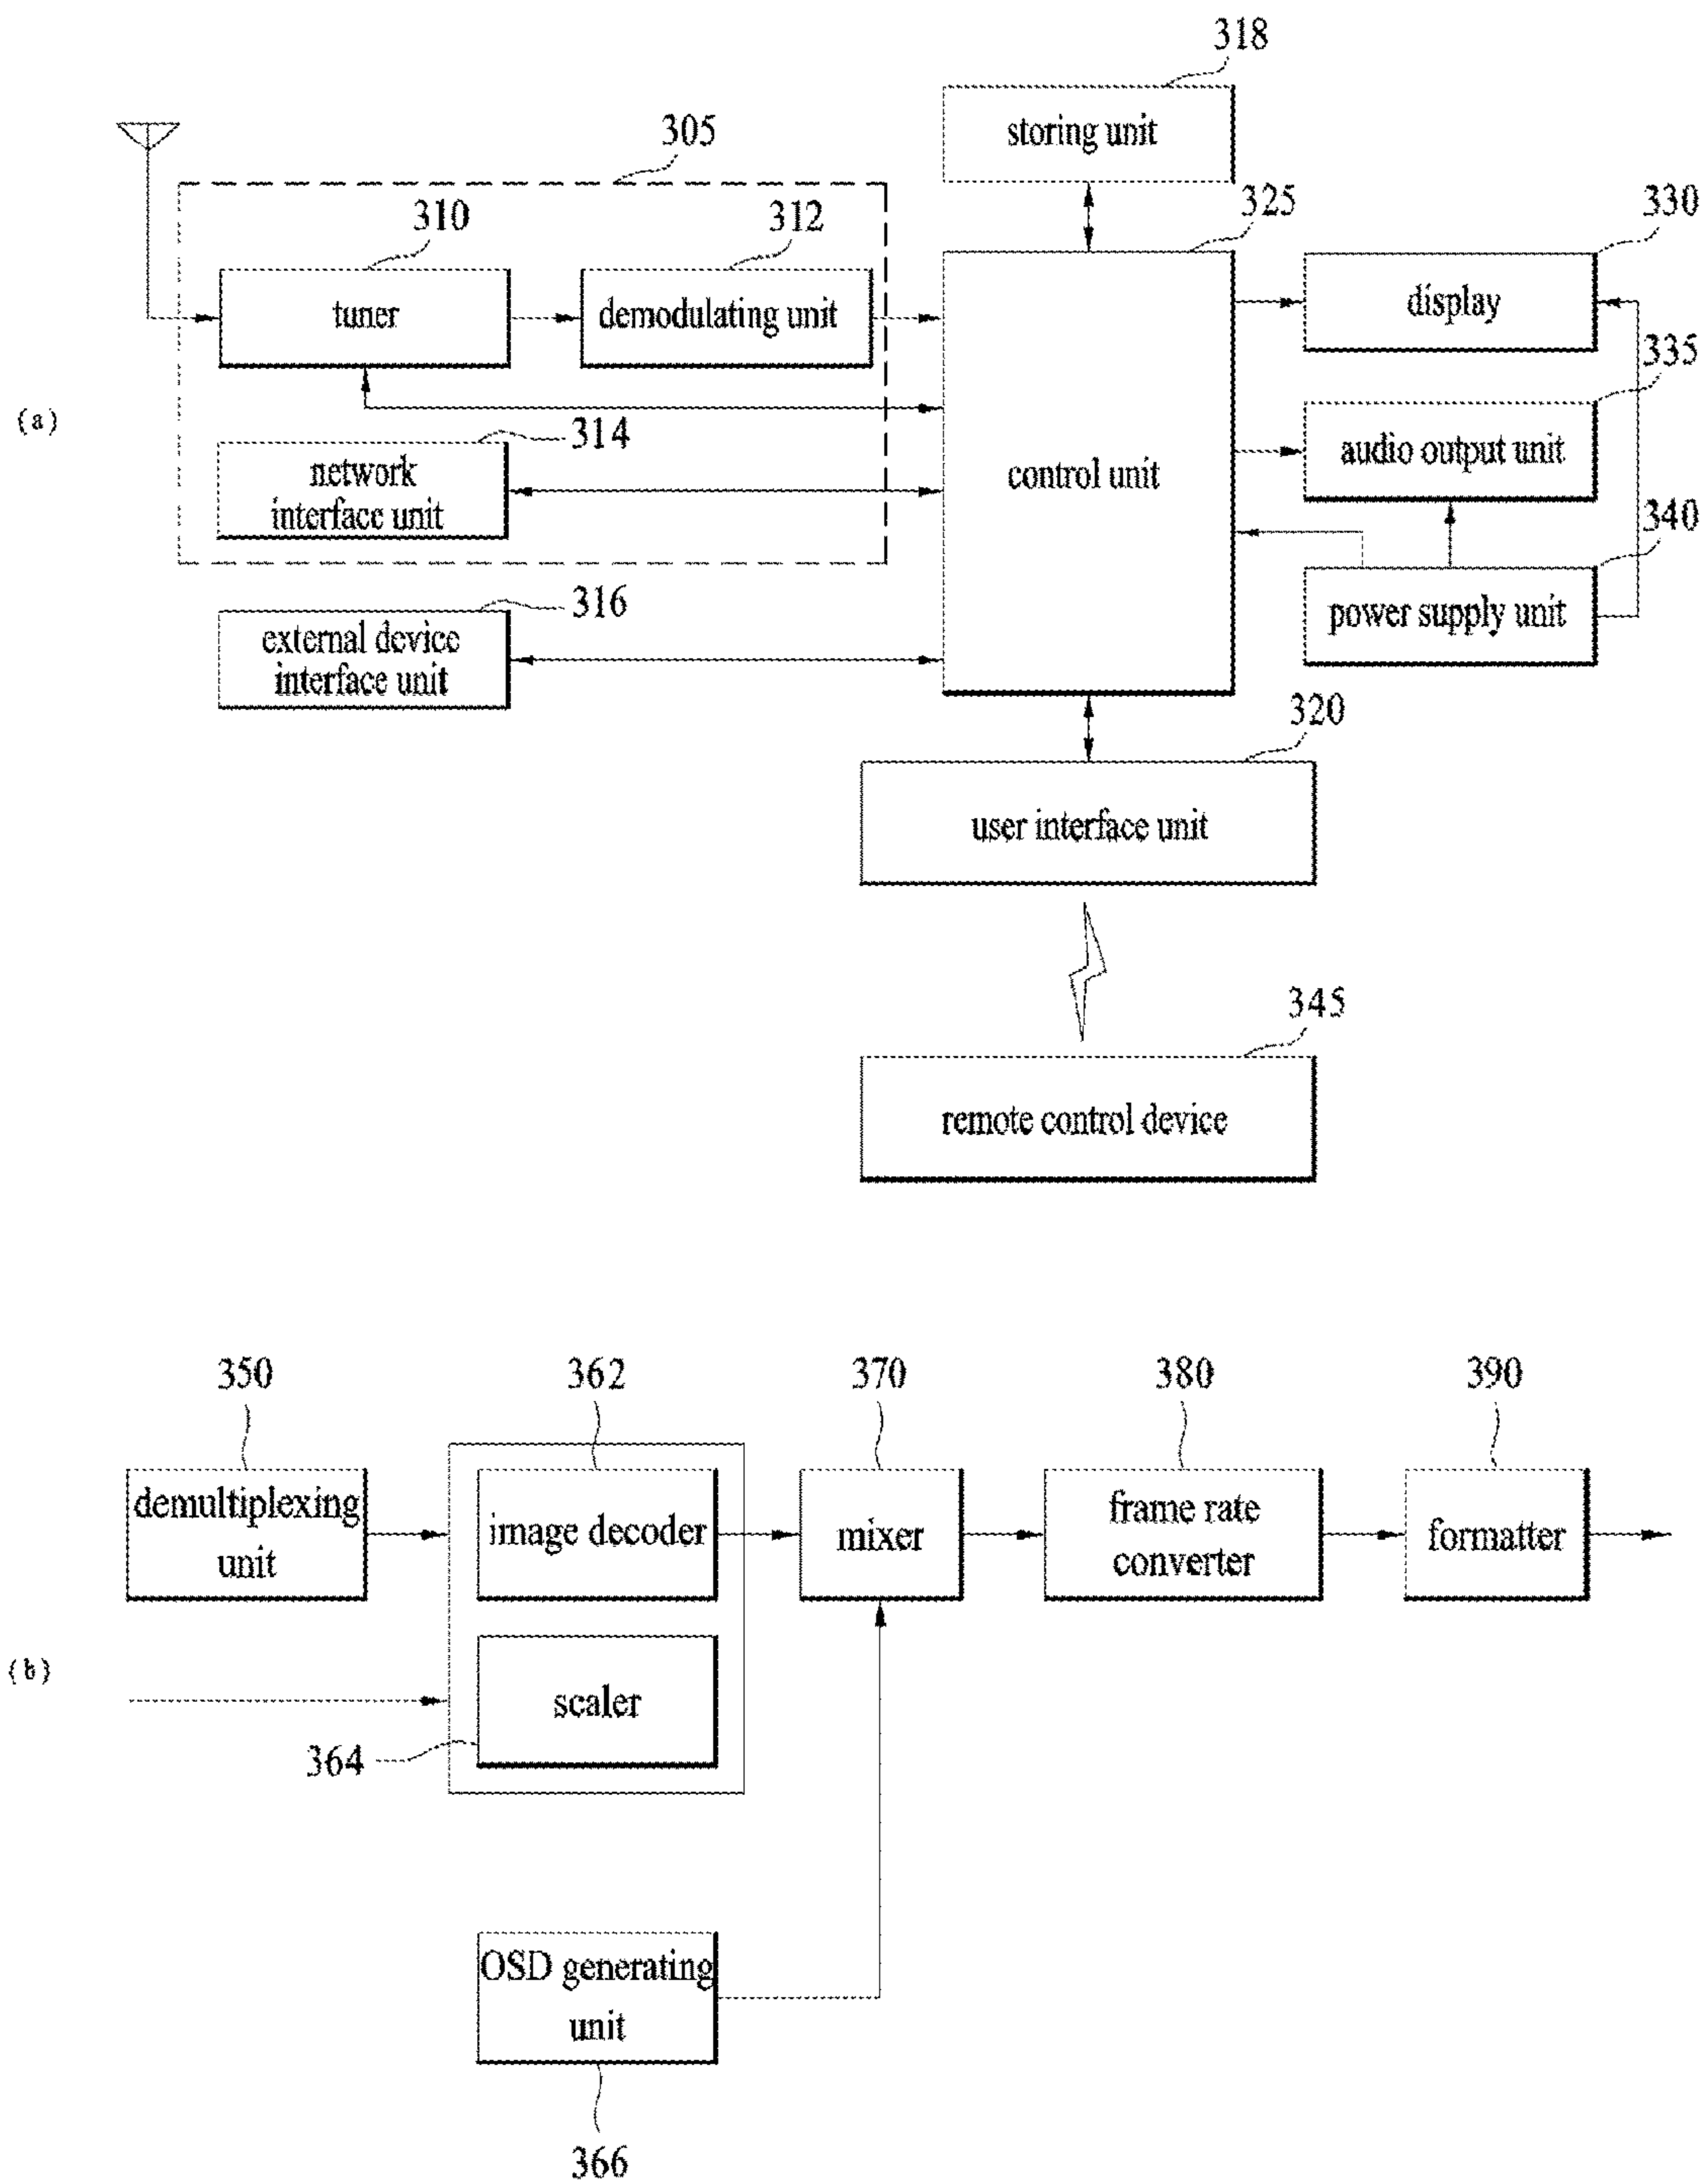 318
storing unit
305
310
312
325
330
tuner
demodulating unit
display
335
(a)
314
network
interface unit
control unit
audio output unit
340
316
external device
interface unit
power supply unit
320
user interface unit
345
remote control device
350
362
370
380
390
demultiplexing
unit
image decoder
mixer
frame rate
converter
formatter
(b)
scaler
364
OSD generating
unit
366